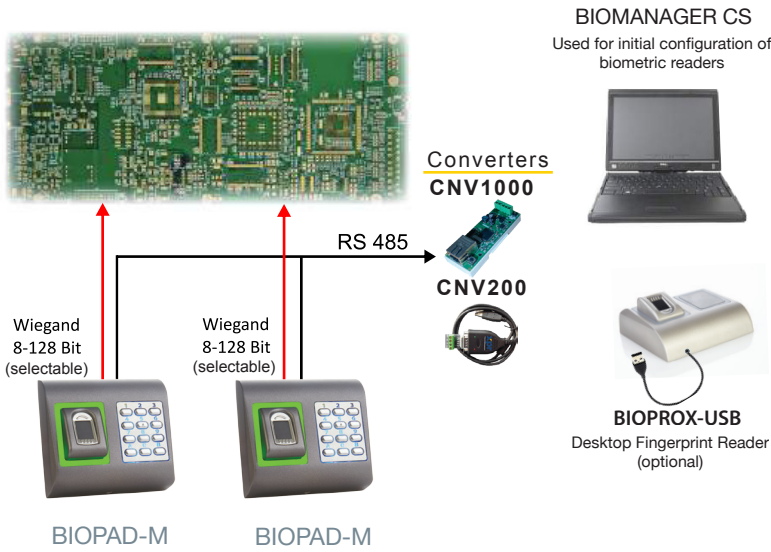 BIOMANAGER CS
Used for initial configuration of
biometric readers
Converters
CNV1000
RS 485
CNV200
Wiegand
8-128 Bit
(selectable)
Wiegand
8-128 Bit
(selectable)
BIOPROX-USB
Desktop Fingerprint Reader
(optional)
BIOPAD-M
BIOPAD-M